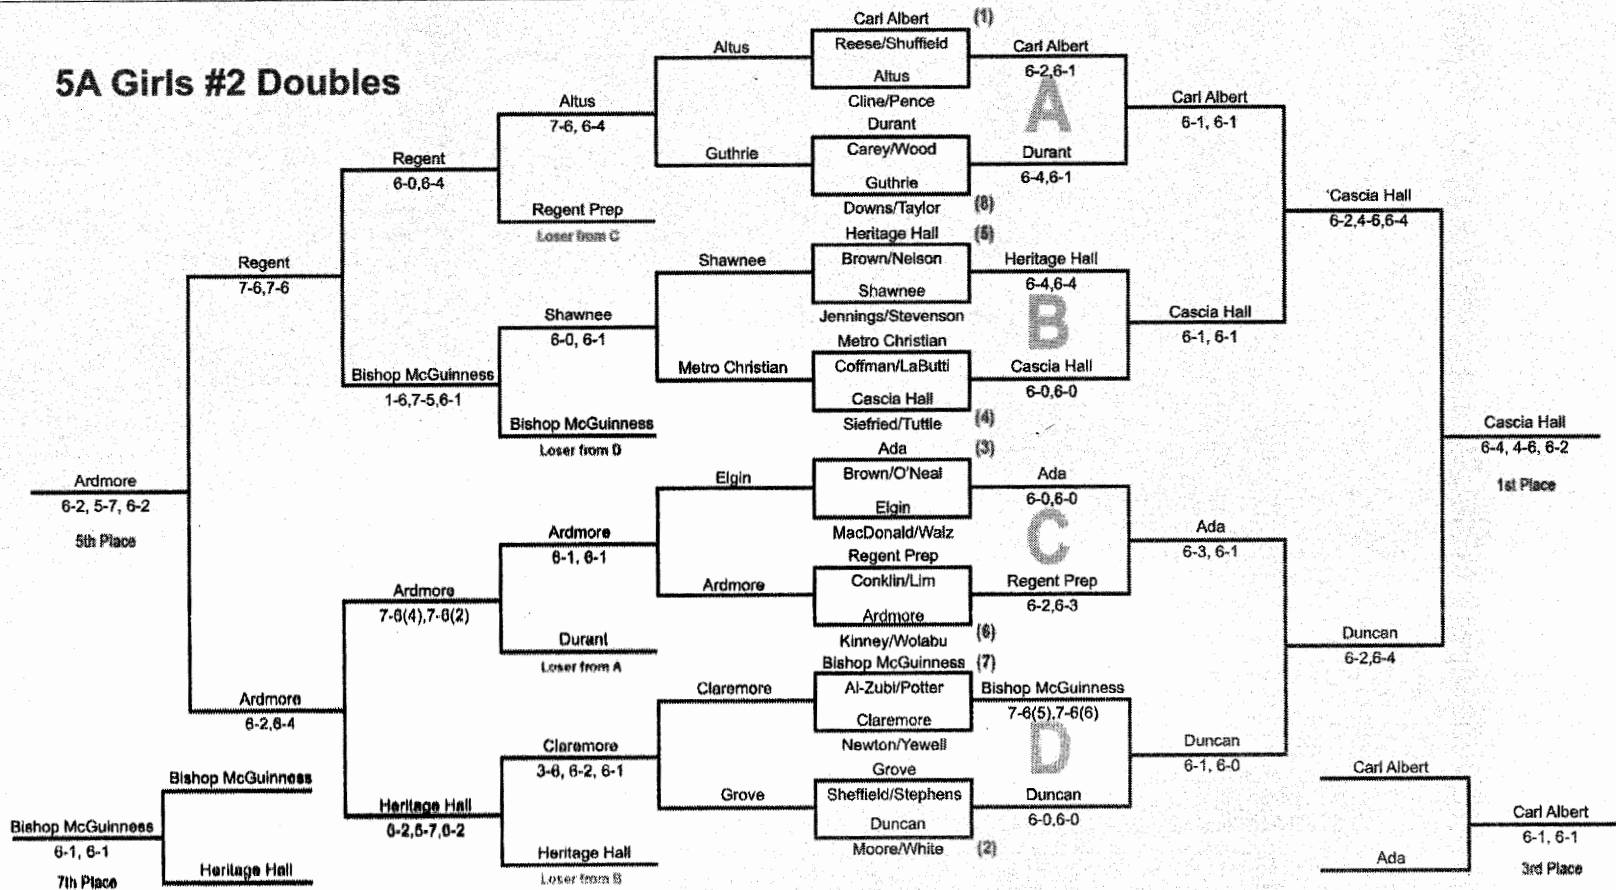 5A Girls #2 Doubles
Carl Albert (1)
Reese/Shuffield
Altus
Cline/Pence
Durant
Carey/Wood
Guthrie
Downs/Taylor (8)
Heritage Hall (5)
Brown/Nelson
Shawnee
Jennings/Stevenson
Metro Christian
Coffman/LaButti
Cascia Hall
Siefried/Tuttle (4)
Ada (3)
Brown/O'Neal
Elgin
MacDonald/Walz
Regent Prep
Conklin/Lim
Ardmore
Kinney/Wolabu (6)
Bishop McGuinness (7)
Al-Zubi/Potter
Claremore
Newton/Yewell
Grove
Sheffield/Stephens
Duncan
Moore/White (2)
Carl Albert
6-2,6-1
A
Durant
6-4,6-1
Heritage Hall
6-4,6-4
B
Cascia Hall
6-0,6-0
Ada
6-0,6-0
C
Regent Prep
6-2,6-3
Bishop McGuinness
7-6(5),7-6(6)
D
Duncan
6-0,6-0
Carl Albert
6-1, 6-1
Cascia Hall
6-1, 6-1
Ada
6-3, 6-1
Duncan
6-1, 6-0
Cascia Hall
6-2,4-6,6-4
Duncan
6-2,6-4
Cascia Hall
6-4, 4-6, 6-2
1st Place
Carl Albert
Ada
Carl Albert
6-1, 6-1
3rd Place
Altus
Guthrie
Shawnee
Metro Christian
Elgin
Ardmore
Claremore
Grove
Altus
7-6, 6-4
Regent Prep
Loser from C
Shawnee
6-0, 6-1
Bishop McGuinness
Loser from D
Ardmore
6-1, 6-1
Durant
Loser from A
Claremore
3-6, 6-2, 6-1
Heritage Hall
Loser from B
Regent
6-0,6-4
Bishop McGuinness
1-6,7-5,6-1
Ardmore
7-6(4),7-6(2)
Heritage Hall
6-2,5-7,6-2
Regent
7-6,7-6
Ardmore
6-2,6-4
Ardmore
6-2, 5-7, 6-2
5th Place
Bishop McGuinness
Heritage Hall
Bishop McGuinness
6-1, 6-1
7th Place